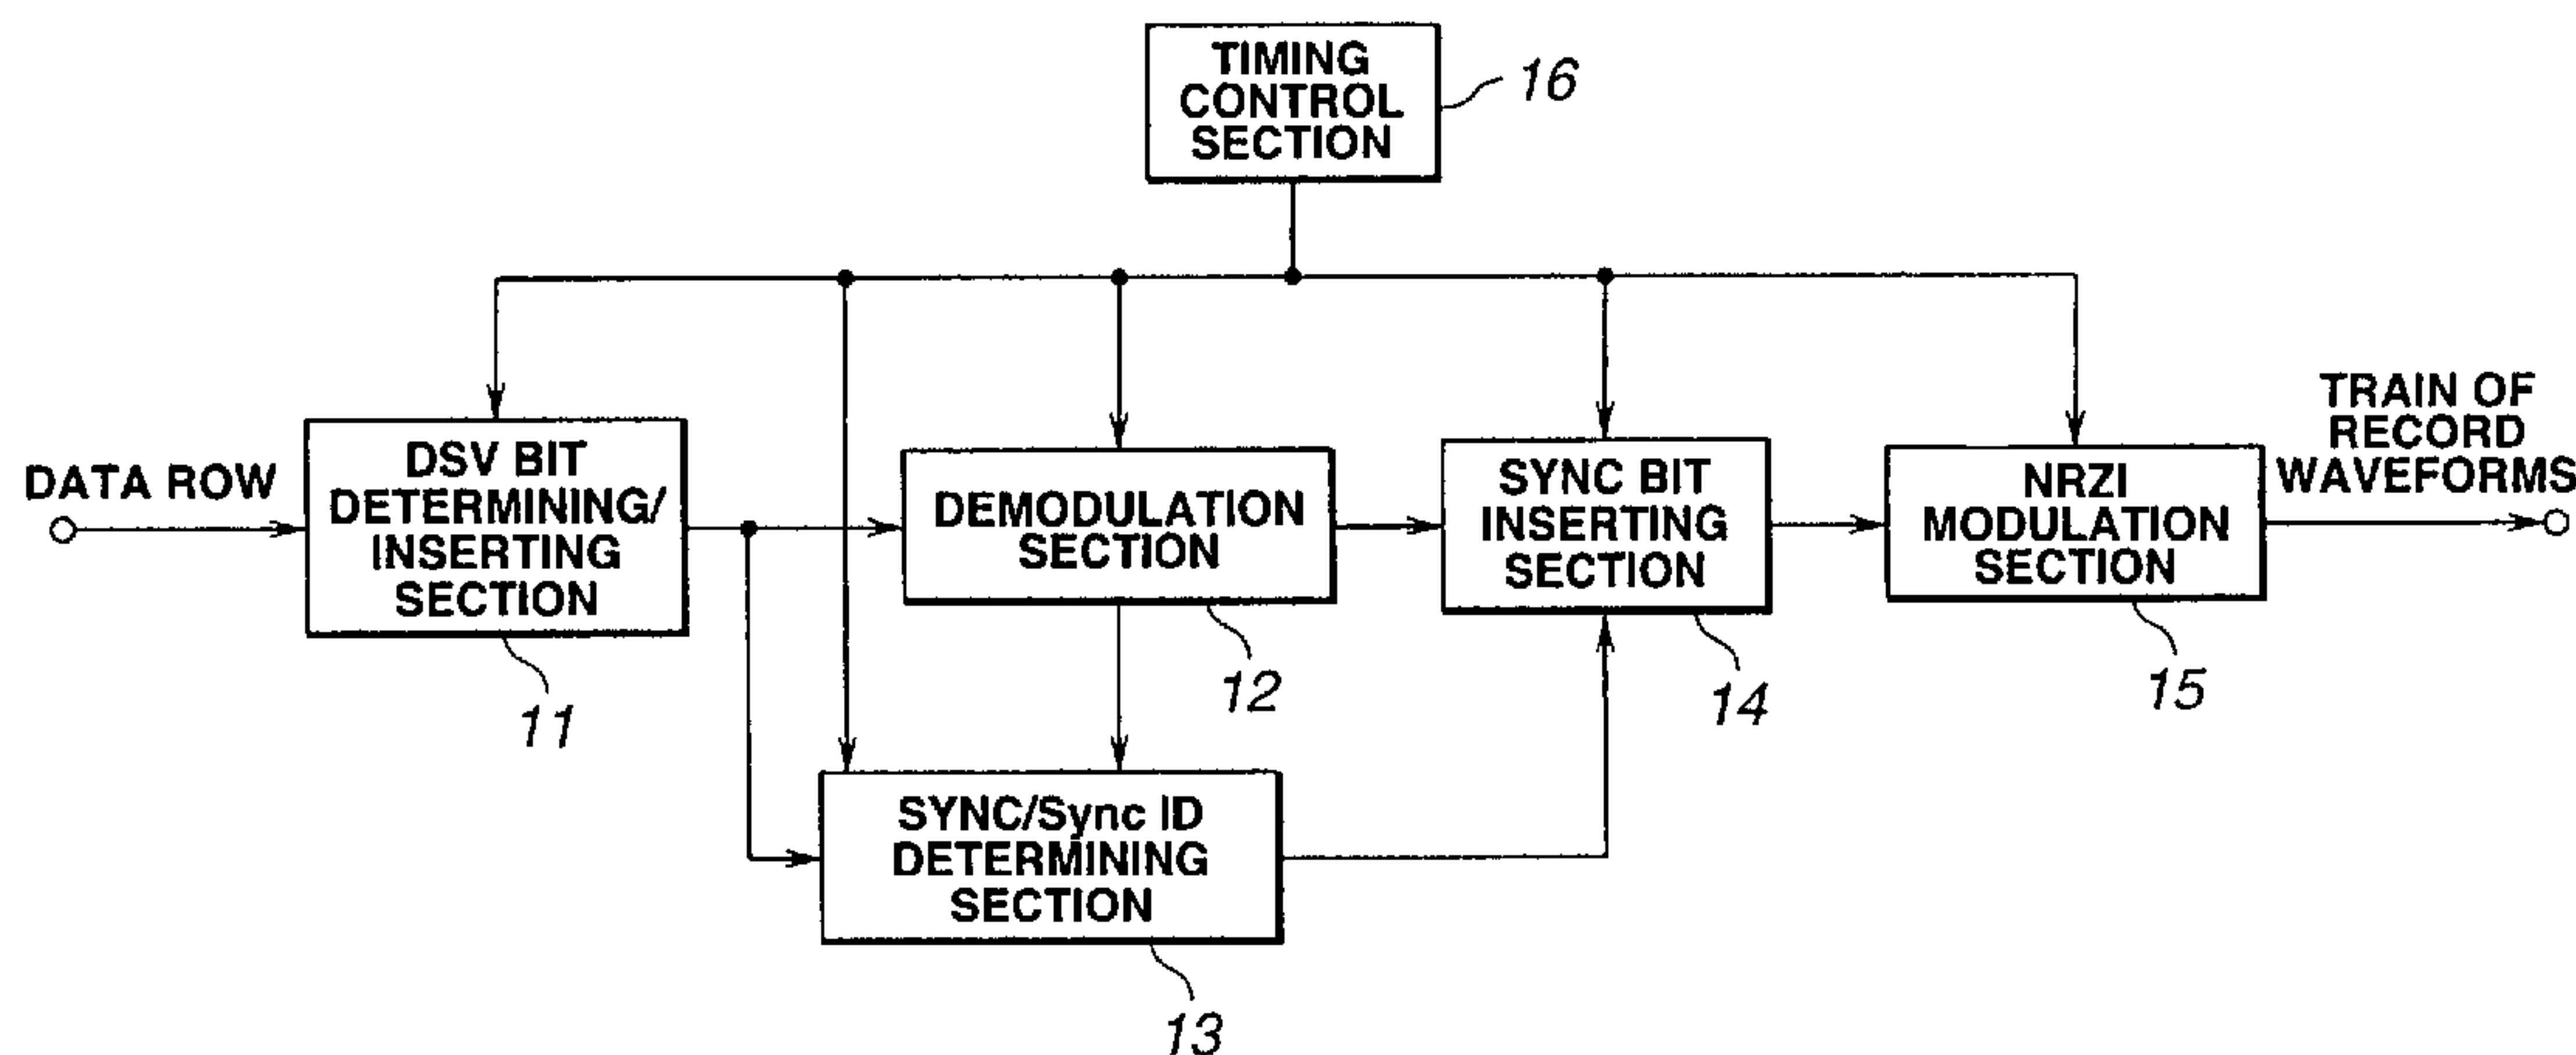 TIMING
CONTROL
SECTION
16
DATA ROW
DSV BIT
DETERMINING/
INSERTING
SECTION
11
DEMODULATION
SECTION
12
SYNC BIT
INSERTING
SECTION
14
NRZI
MODULATION
SECTION
15
TRAIN OF
RECORD
WAVEFORMS
SYNC/Sync ID
DETERMINING
SECTION
13